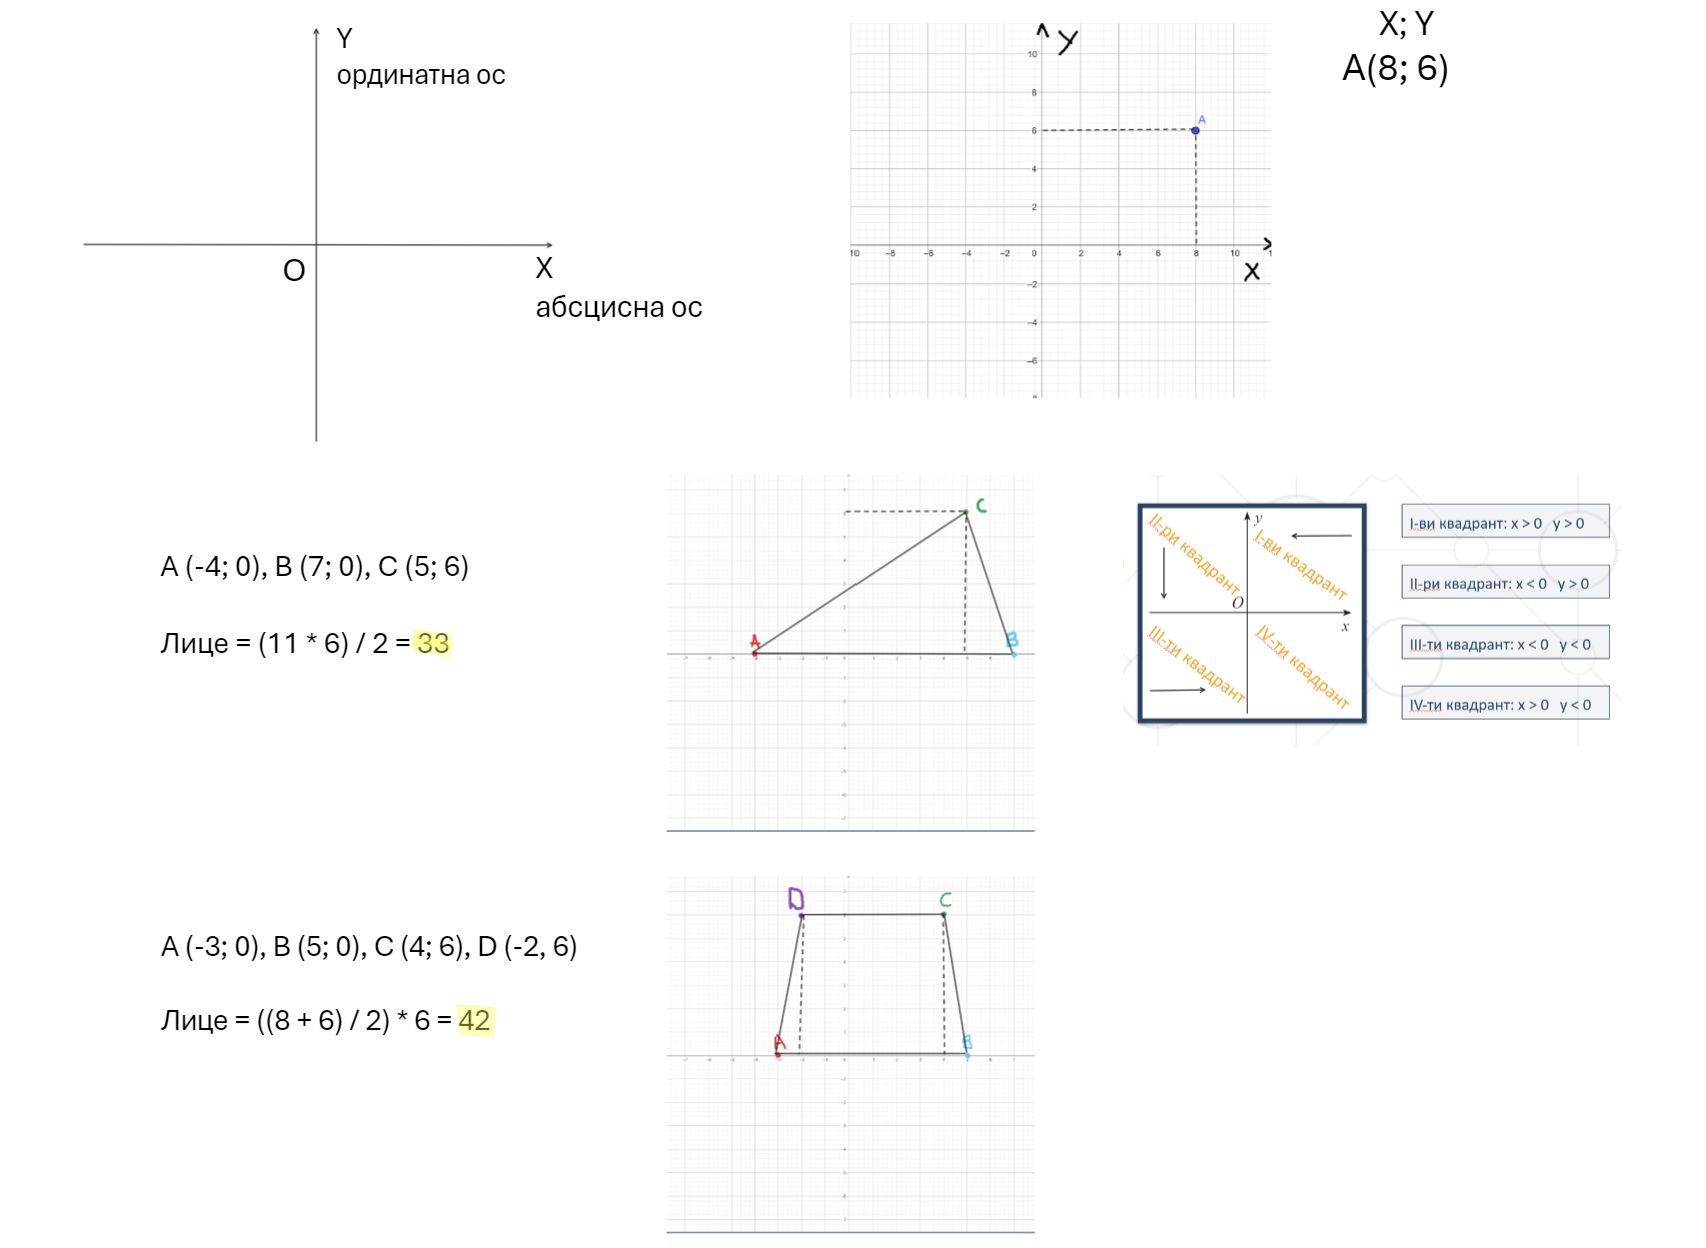 Y
ординатна ос
O
X
абсцисна ос
y
10
8
6
4
2
A
10 -8 -6 -4 -2 0 2 4 6 8 10 1
-2
-4
-6
x
X; Y
A(8; 6)
A (-4; 0), B (7; 0), C (5; 6)
Лице = (11 * 6) / 2 = 33
C
A
B
II-ри квадрант
I-ви квадрант
III-ти квадрант
IV-ти квадрант
y
O
x
I-ви квадрант: x > 0 y > 0
II-ри квадрант: x < 0 y > 0
III-ти квадрант: x < 0 y < 0
IV-ти квадрант: x > 0 y < 0
A (-3; 0), B (5; 0), C (4; 6), D (-2, 6)
Лице = ((8 + 6) / 2) * 6 = 42
D
C
A
B